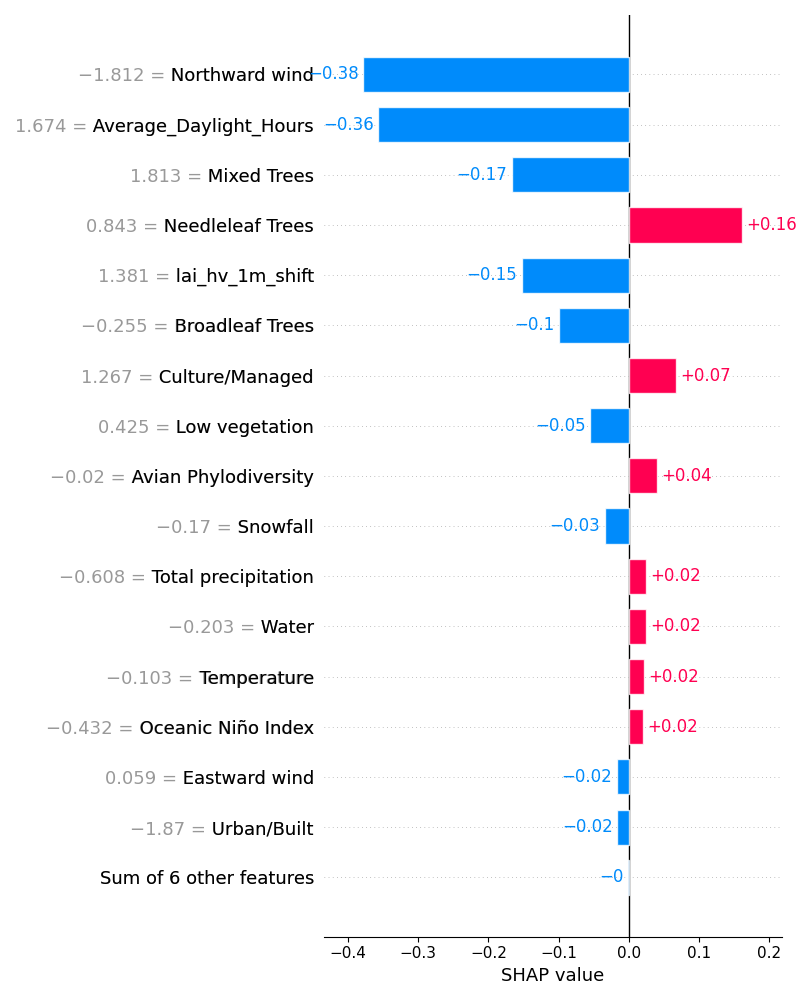 −1.812 = Northward wind −0.38
1.674 = Average_Daylight_Hours −0.36
1.813 = Mixed Trees −0.17
0.843 = Needleleaf Trees +0.16
1.381 = lai_hv_1m_shift −0.15
−0.255 = Broadleaf Trees −0.1
1.267 = Culture/Managed +0.07
0.425 = Low vegetation −0.05
−0.02 = Avian Phylodiversity +0.04
−0.17 = Snowfall −0.03
−0.608 = Total precipitation +0.02
−0.203 = Water +0.02
−0.103 = Temperature +0.02
−0.432 = Oceanic Niño Index +0.02
0.059 = Eastward wind −0.02
−1.87 = Urban/Built −0.02
Sum of 6 other features −0
−0.4 −0.3 −0.2 −0.1 0.0 0.1 0.2
SHAP value